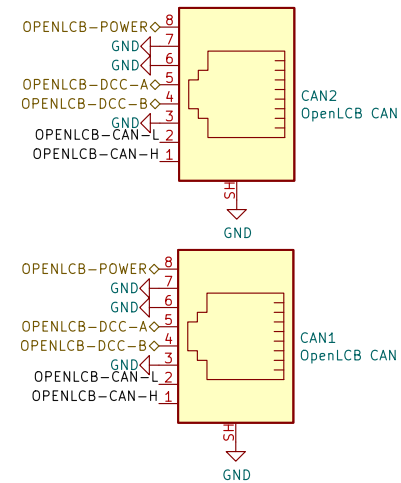 OPENLCB-POWER 8
GND 7
GND 6
OPENLCB-DCC-A 5
OPENLCB-DCC-B 4
GND 3
OPENLCB-CAN-L 2
OPENLCB-CAN-H 1
CAN2
OpenLCB CAN
SH
GND
OPENLCB-POWER 8
GND 7
GND 6
OPENLCB-DCC-A 5
OPENLCB-DCC-B 4
GND 3
OPENLCB-CAN-L 2
OPENLCB-CAN-H 1
CAN1
OpenLCB CAN
SH
GND